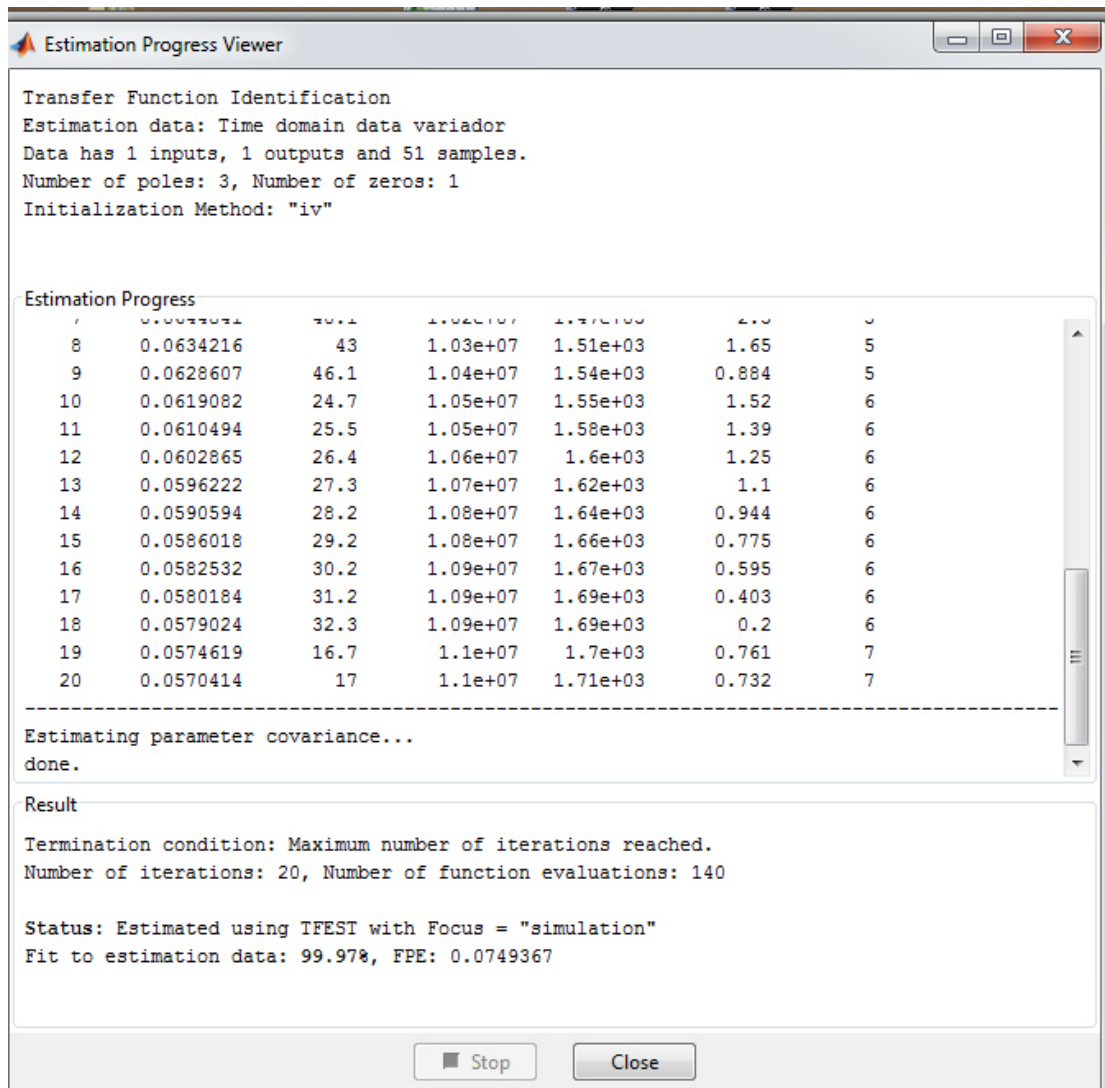 Estimation Progress Viewer
Transfer Function Identification
Estimation data: Time domain data variador
Data has 1 inputs, 1 outputs and 51 samples.
Number of poles: 3, Number of zeros: 1
Initialization Method: "iv"
Estimation Progress
8 0.0634216 43 1.03e+07 1.51e+03 1.65 5
9 0.0628607 46.1 1.04e+07 1.54e+03 0.884 5
10 0.0619082 24.7 1.05e+07 1.55e+03 1.52 6
11 0.0610494 25.5 1.05e+07 1.58e+03 1.39 6
12 0.0602865 26.4 1.06e+07 1.6e+03 1.25 6
13 0.0596222 27.3 1.07e+07 1.62e+03 1.1 6
14 0.0590594 28.2 1.08e+07 1.64e+03 0.944 6
15 0.0586018 29.2 1.08e+07 1.66e+03 0.775 6
16 0.0582532 30.2 1.09e+07 1.67e+03 0.595 6
17 0.0580184 31.2 1.09e+07 1.69e+03 0.403 6
18 0.0579024 32.3 1.09e+07 1.69e+03 0.2 6
19 0.0574619 16.7 1.1e+07 1.7e+03 0.761 7
20 0.0570414 17 1.1e+07 1.71e+03 0.732 7
------------------------------------------------------------------------------------------
Estimating parameter covariance...
done.
Result
Termination condition: Maximum number of iterations reached.
Number of iterations: 20, Number of function evaluations: 140
Status: Estimated using TFEST with Focus = "simulation"
Fit to estimation data: 99.97%, FPE: 0.0749367
Stop Close